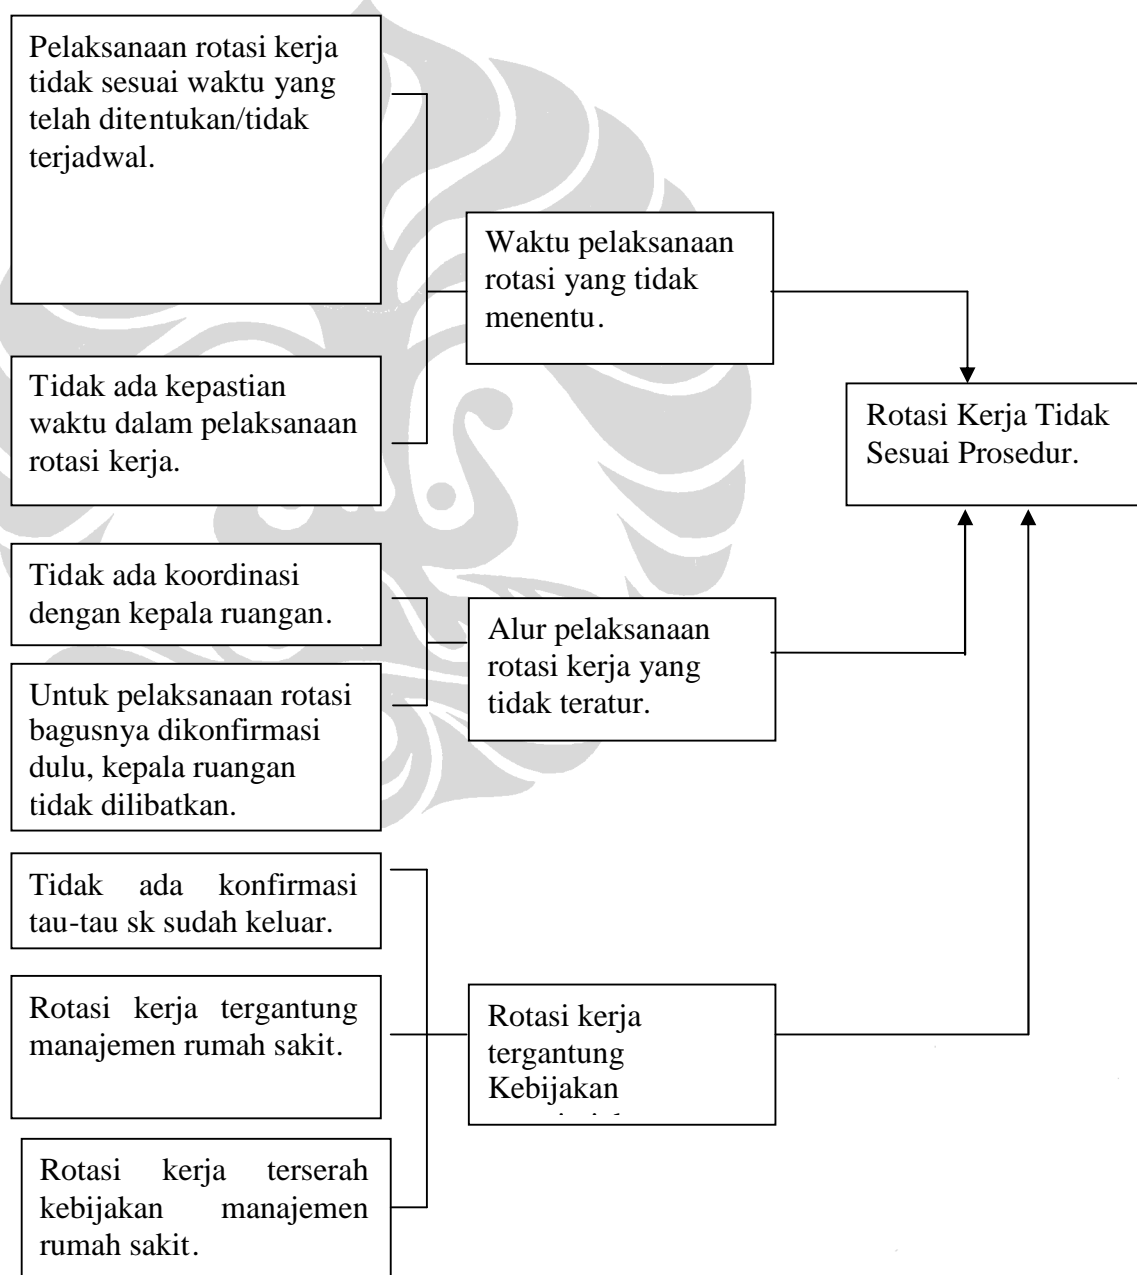 Pelaksanaan rotasi kerja
tidak sesuai waktu yang
telah ditentukan/tidak
terjadwal.
Tidak ada kepastian
waktu dalam pelaksanaan
rotasi kerja.
Tidak ada koordinasi
dengan kepala ruangan.
Untuk pelaksanaan rotasi
bagusnya dikonfirmasi
dulu, kepala ruangan
tidak dilibatkan.
Tidak ada konfirmasi
tau-tau sk sudah keluar.
Rotasi kerja tergantung
manajemen rumah sakit.
Rotasi kerja terserah
kebijakan manajemen
rumah sakit.
Waktu pelaksanaan
rotasi yang tidak
menentu.
Alur pelaksanaan
rotasi kerja yang
tidak teratur.
Rotasi kerja
tergantung
Kebijakan
Rotasi Kerja Tidak
Sesuai Prosedur.